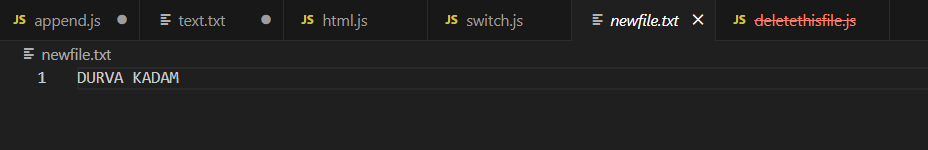 JS append.js
text.txt
JS html.js
JS switch.js
newfile.txt
JS deletethisfile.js
newfile.txt
1 DURVA KADAM